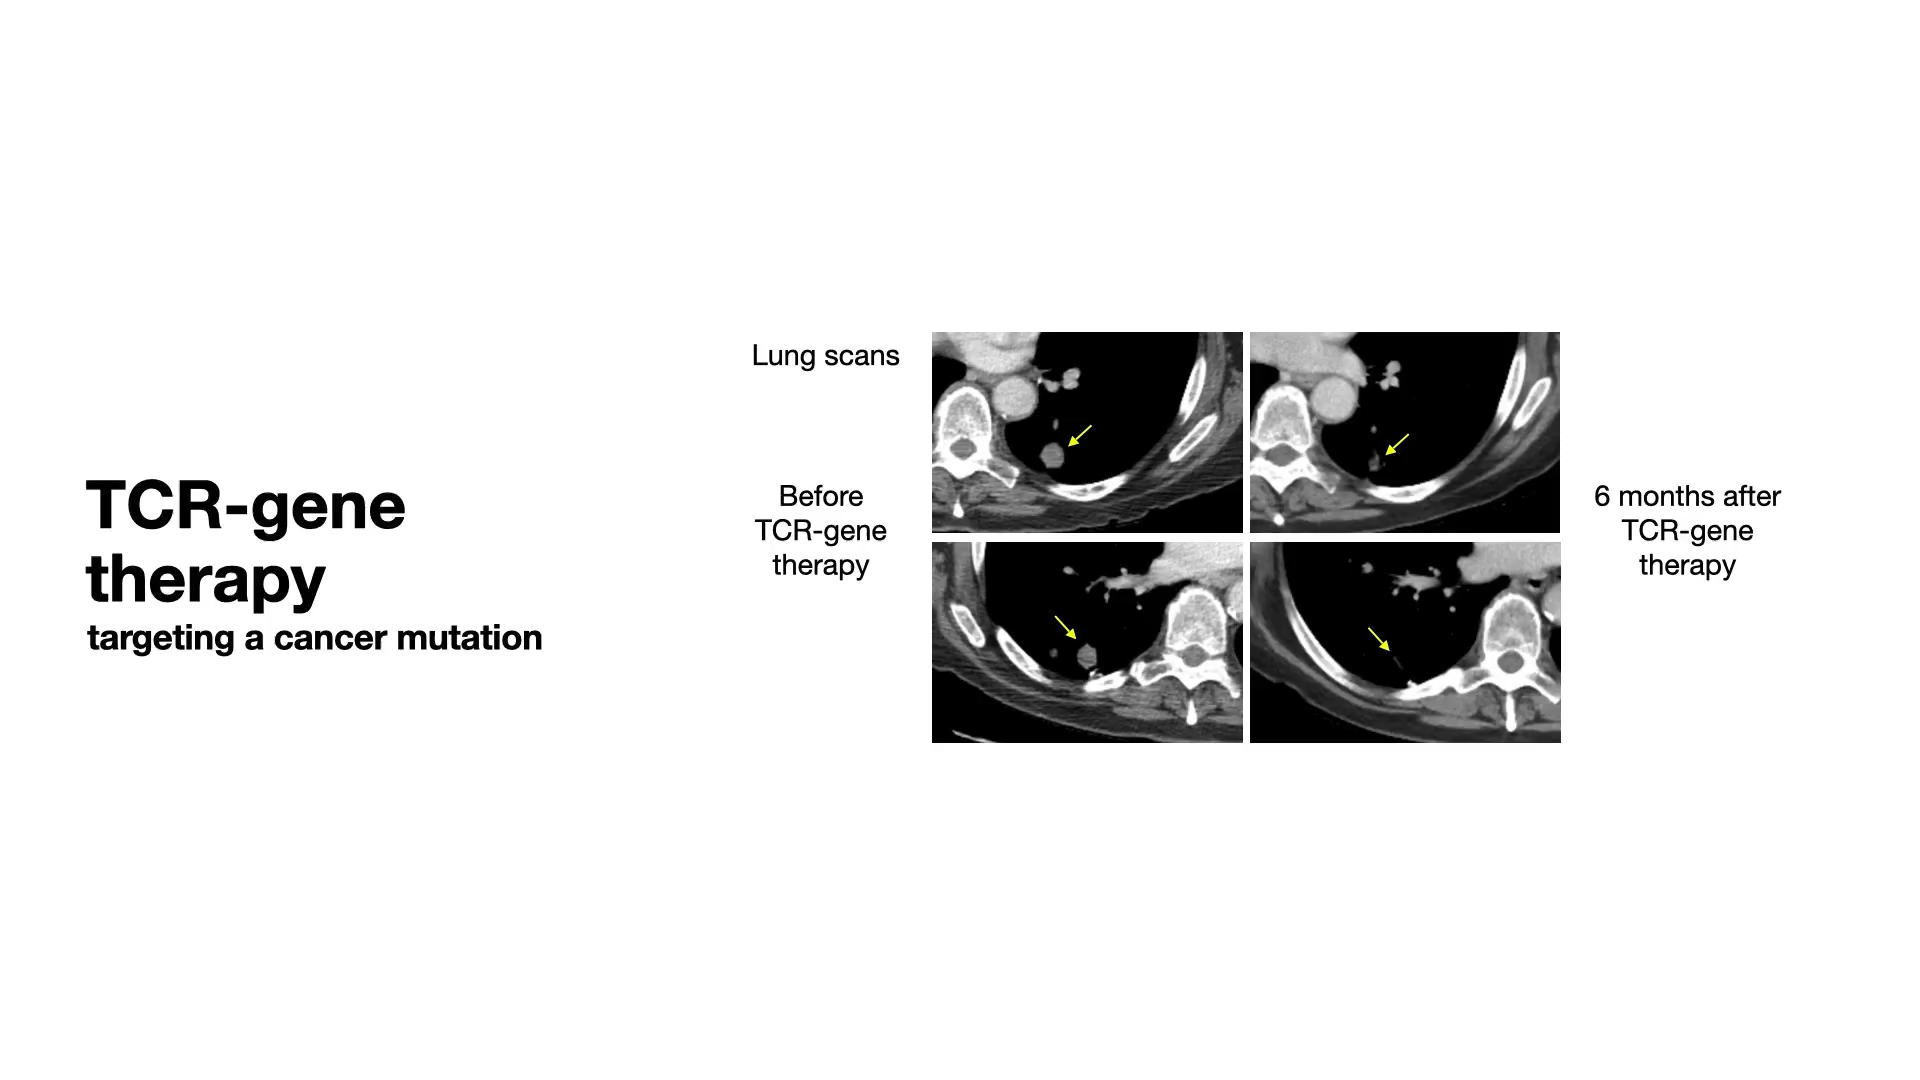 TCR-gene
therapy
targeting a cancer mutation
Lung scans
Before
TCR-gene
therapy
6 months after
TCR-gene
therapy